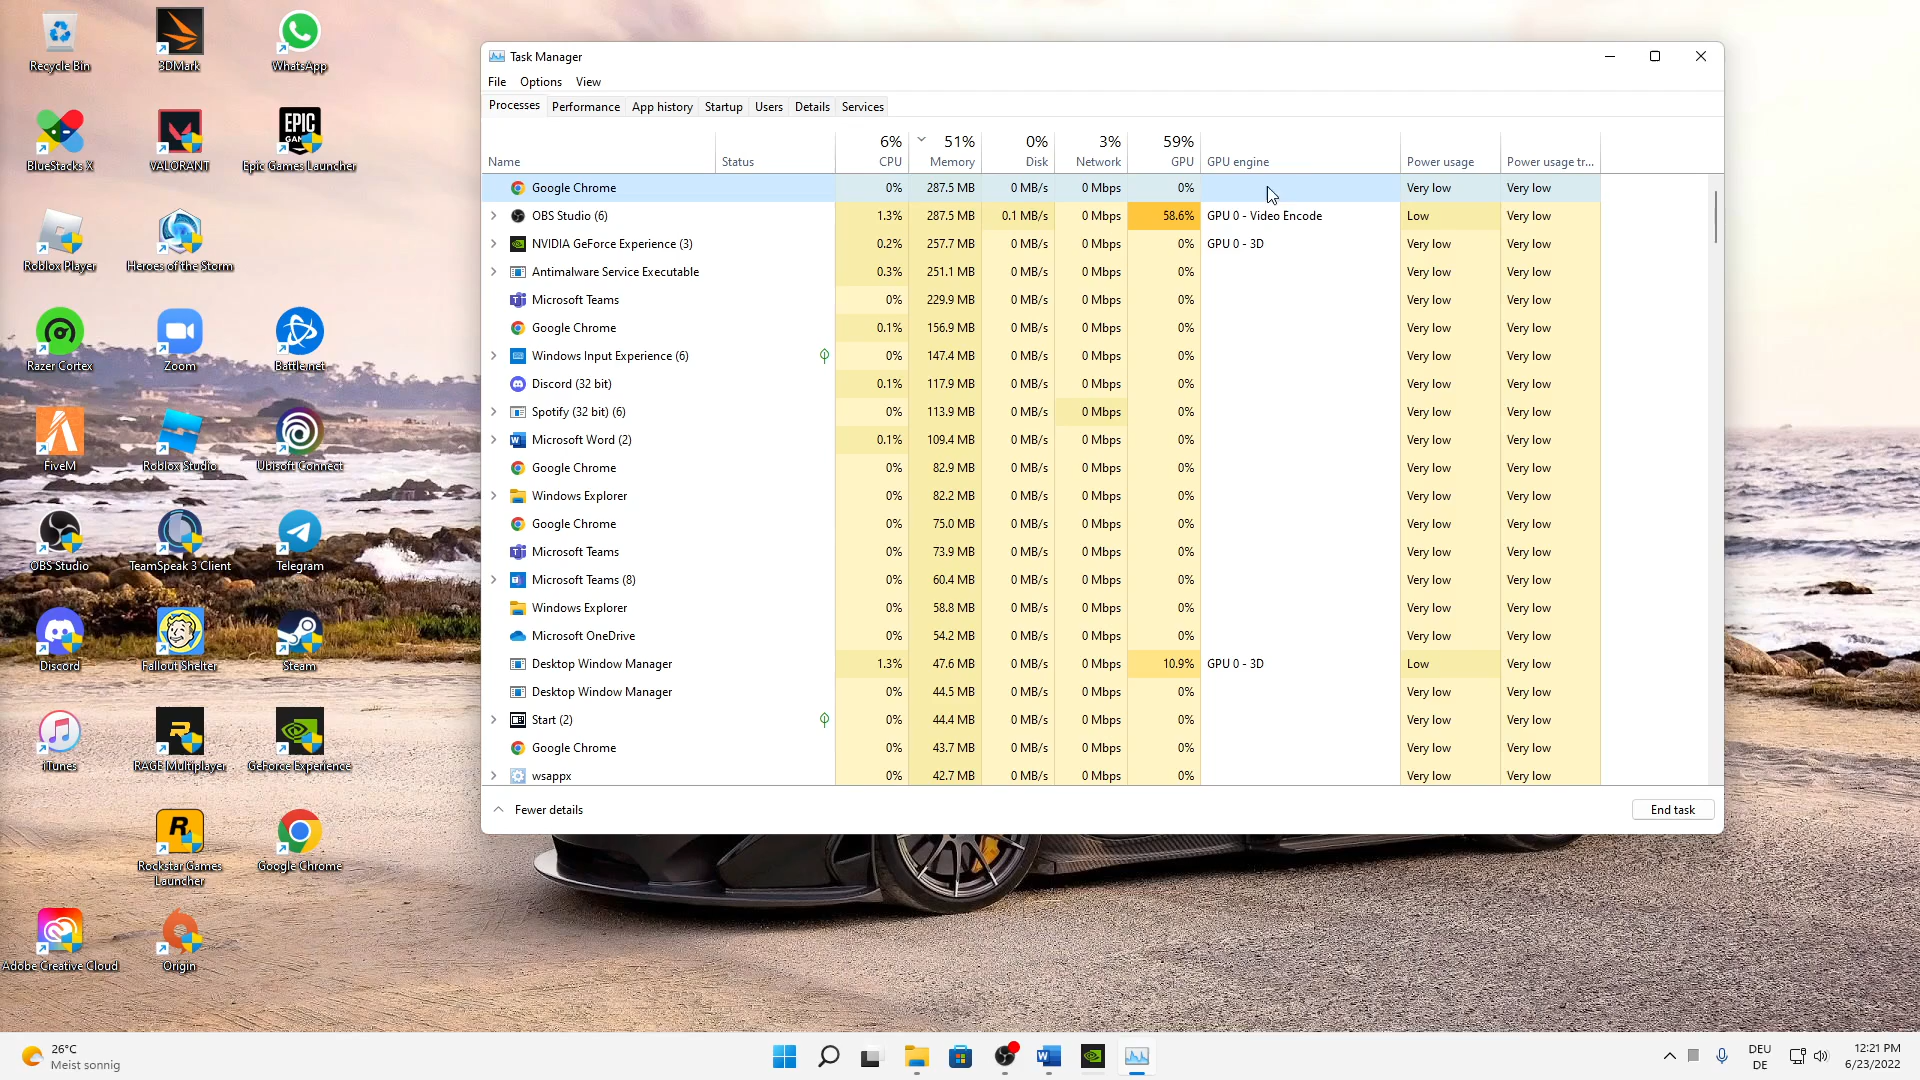 Recycle Bin
3DMark
WhatsApp
BlueStacks X
VALORANT
EPIC
Epic Games Launcher
Roblox Player
Heroes of the Storm
Razer Cortex
Zoom
Battle.net
FiveM
Roblox Studio
Ubisoft Connect
OBS Studio
TeamSpeak 3 Client
Telegram
Discord
Fallout Shelter
Steam
iTunes
RAGE Multiplayer
GeForce Experience
Rockstar Games
Launcher
Google Chrome
Adobe Creative Cloud
Origin
Task Manager
File Options View
Processes Performance App history Startup Users Details Services
6% 51% 0% 3% 59%
Name Status CPU Memory Disk Network GPU GPU engine Power usage Power usage tr...
Google Chrome 0% 287.5 MB 0 MB/s 0 Mbps 0% Very low Very low
OBS Studio (6) 1.3% 287.5 MB 0.1 MB/s 0 Mbps 58.6% GPU 0 - Video Encode Low Very low
NVIDIA GeForce Experience (3) 0.2% 257.7 MB 0 MB/s 0 Mbps 0% GPU 0 - 3D Very low Very low
Antimalware Service Executable 0.3% 251.1 MB 0 MB/s 0 Mbps 0% Very low Very low
Microsoft Teams 0% 229.9 MB 0 MB/s 0 Mbps 0% Very low Very low
Google Chrome 0.1% 156.9 MB 0 MB/s 0 Mbps 0% Very low Very low
Windows Input Experience (6) 0% 147.4 MB 0 MB/s 0 Mbps 0% Very low Very low
Discord (32 bit) 0.1% 117.9 MB 0 MB/s 0 Mbps 0% Very low Very low
Spotify (32 bit) (6) 0% 113.9 MB 0 MB/s 0 Mbps 0% Very low Very low
Microsoft Word (2) 0.1% 109.4 MB 0 MB/s 0 Mbps 0% Very low Very low
Google Chrome 0% 82.9 MB 0 MB/s 0 Mbps 0% Very low Very low
Windows Explorer 0% 82.2 MB 0 MB/s 0 Mbps 0% Very low Very low
Google Chrome 0% 75.0 MB 0 MB/s 0 Mbps 0% Very low Very low
Microsoft Teams 0% 73.9 MB 0 MB/s 0 Mbps 0% Very low Very low
Microsoft Teams (8) 0% 60.4 MB 0 MB/s 0 Mbps 0% Very low Very low
Windows Explorer 0% 58.8 MB 0 MB/s 0 Mbps 0% Very low Very low
Microsoft OneDrive 0% 54.2 MB 0 MB/s 0 Mbps 0% Very low Very low
Desktop Window Manager 1.3% 47.6 MB 0 MB/s 0 Mbps 10.9% GPU 0 - 3D Low Very low
Desktop Window Manager 0% 44.5 MB 0 MB/s 0 Mbps 0% Very low Very low
Start (2) 0% 44.4 MB 0 MB/s 0 Mbps 0% Very low Very low
Google Chrome 0% 43.7 MB 0 MB/s 0 Mbps 0% Very low Very low
wsappx 0% 42.7 MB 0 MB/s 0 Mbps 0% Very low Very low
Fewer details
End task
26°C
Meist sonnig
DEU
DE
12:21 PM
6/23/2022